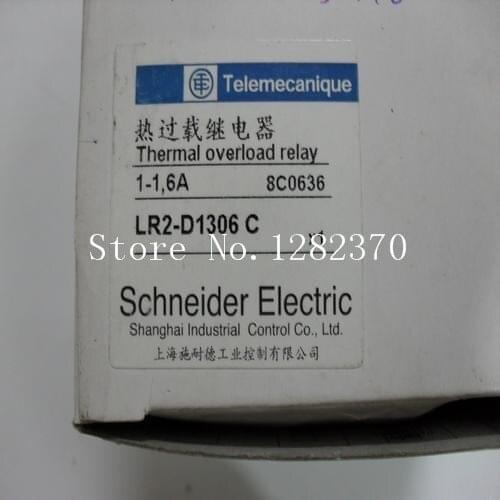 Telemecanique
热过载继电器
Thermal overload relay
1-1,6A 8C0636
LR2-D1306 C
Store No. 1282370
Schneider Electric
Shanghai Industrial Control Co., Ltd.
上海施耐德工业控制有限公司